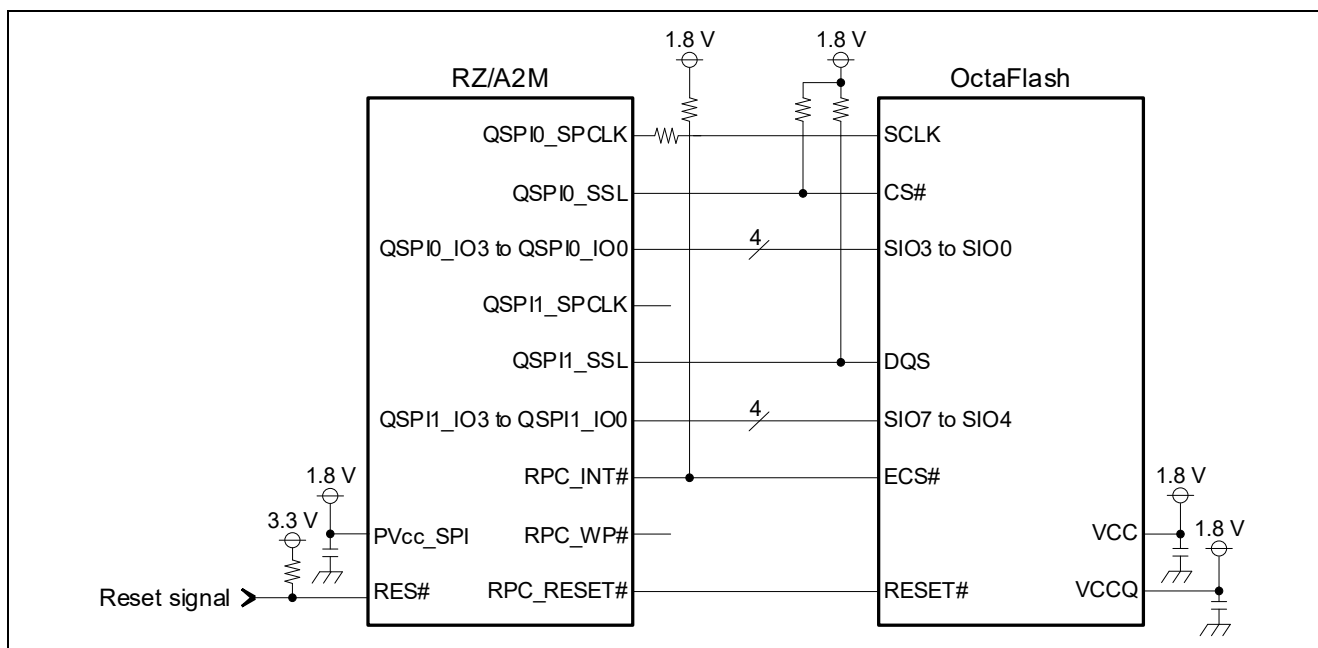 1.8 V
1.8 V
RZ/A2M
OctaFlash
QSPI0_SPCLK
SCLK
QSPI0_SSL
CS#
QSPI0_IO3 to QSPI0_IO0
4
SIO3 to SIO0
QSPI1_SPCLK
QSPI1_SSL
DQS
QSPI1_IO3 to QSPI1_IO0
4
SIO7 to SIO4
RPC_INT#
ECS#
1.8 V
1.8 V
3.3 V
1.8 V
PVcc_SPI
RPC_WP#
VCC
Reset signal
RES#
RPC_RESET#
RESET#
VCCQ